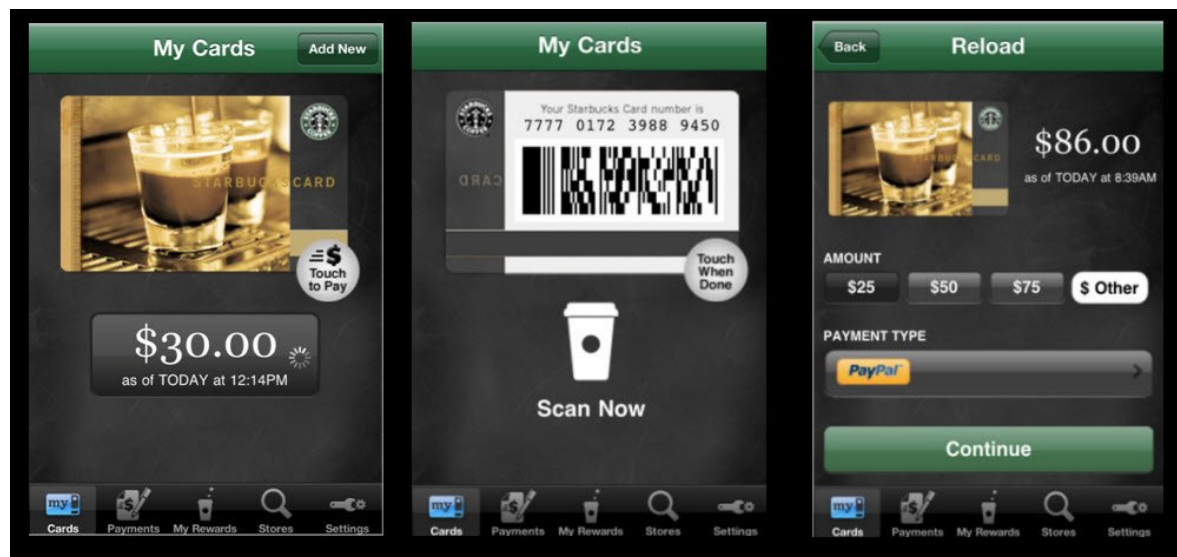 My Cards
Add New
STARBUCKS CARD
Touch
to Pay
$30.00
as of TODAY at 12:14PM
my
Cards
Payments
My Rewards
Stores
Settings
My Cards
Your Starbucks Card number is
7777 0172 3988 9450
CARD
Touch
When
Done
Scan Now
my
Cards
Payments
My Rewards
Stores
Settings
Back
Reload
CARD
$86.00
as of TODAY at 8:39AM
AMOUNT
$25
$50
$75
$ Other
PAYMENT TYPE
PayPal
Continue
my
Cards
Payments
My Rewards
Stores
Settings